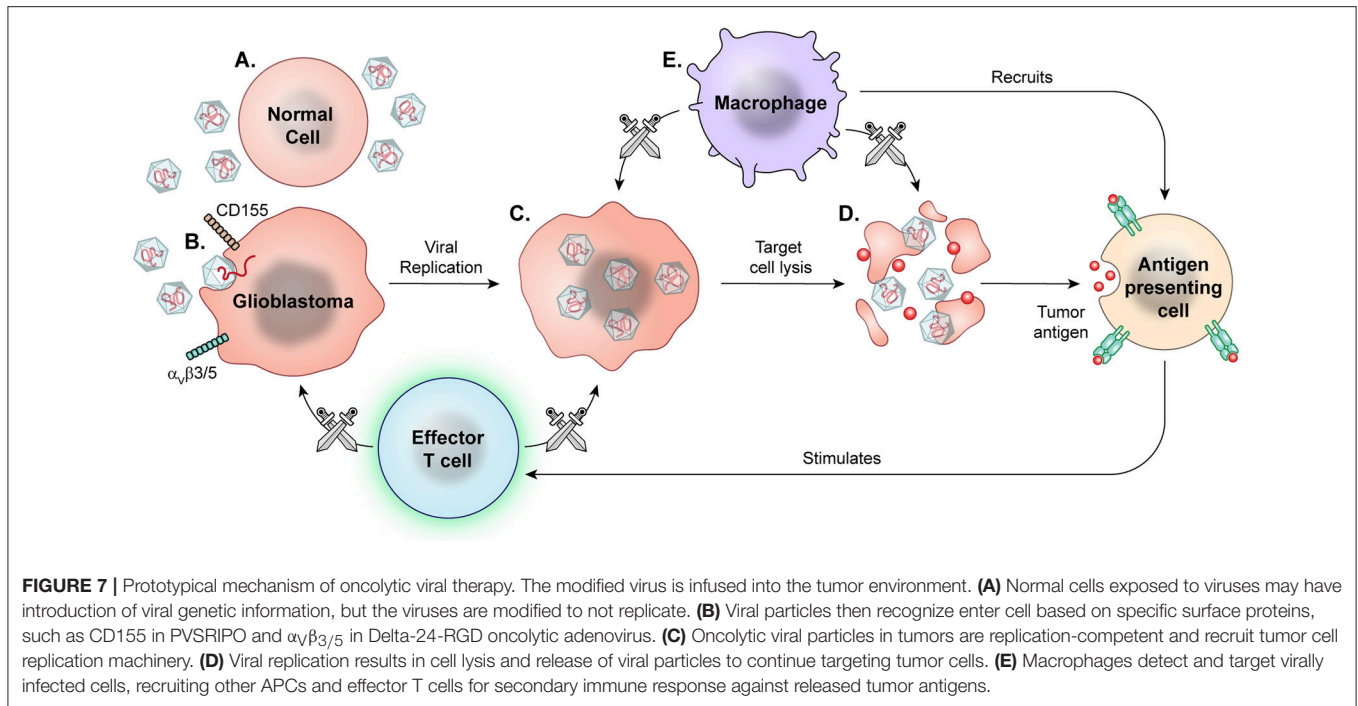 A.
Normal
Cell
E.
Macrophage
Recruits
CD155
B.
Glioblastoma
αVβ3/5
Viral
Replication
C.
Target
cell lysis
D.
Tumor
antigen
Antigen
presenting
cell
Effector
T cell
Stimulates
FIGURE 7 | Prototypical mechanism of oncolytic viral therapy. The modified virus is infused into the tumor environment. (A) Normal cells exposed to viruses may have
introduction of viral genetic information, but the viruses are modified to not replicate. (B) Viral particles then recognize enter cell based on specific surface proteins,
such as CD155 in PVSRIPO and αVβ3/5 in Delta-24-RGD oncolytic adenovirus. (C) Oncolytic viral particles in tumors are replication-competent and recruit tumor cell
replication machinery. (D) Viral replication results in cell lysis and release of viral particles to continue targeting tumor cells. (E) Macrophages detect and target virally
infected cells, recruiting other APCs and effector T cells for secondary immune response against released tumor antigens.